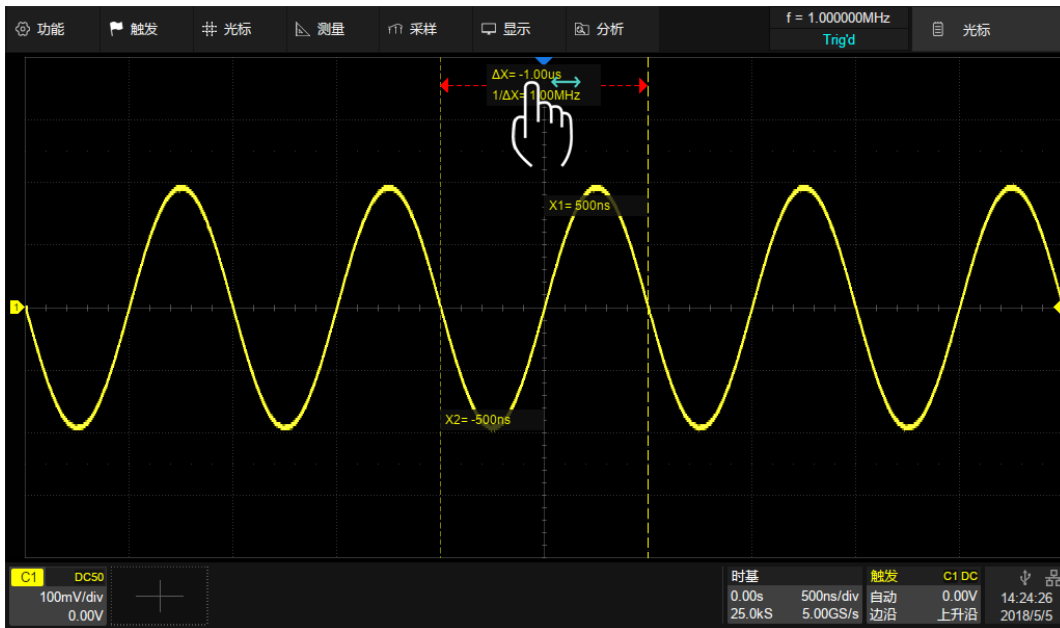 功能 触发 光标 测量 采样 显示 分析
f = 1.000000MHz
Trig'd
光标
ΔX= -1.00us
1/ΔX= 1.00MHz
X1= 500ns
1
X2= -500ns
C1 DC50
100mV/div
0.00V
时基
0.00s 500ns/div
25.0kS 5.00GS/s
触发 C1 DC
自动 0.00V
边沿 上升沿
14:24:26
2018/5/5